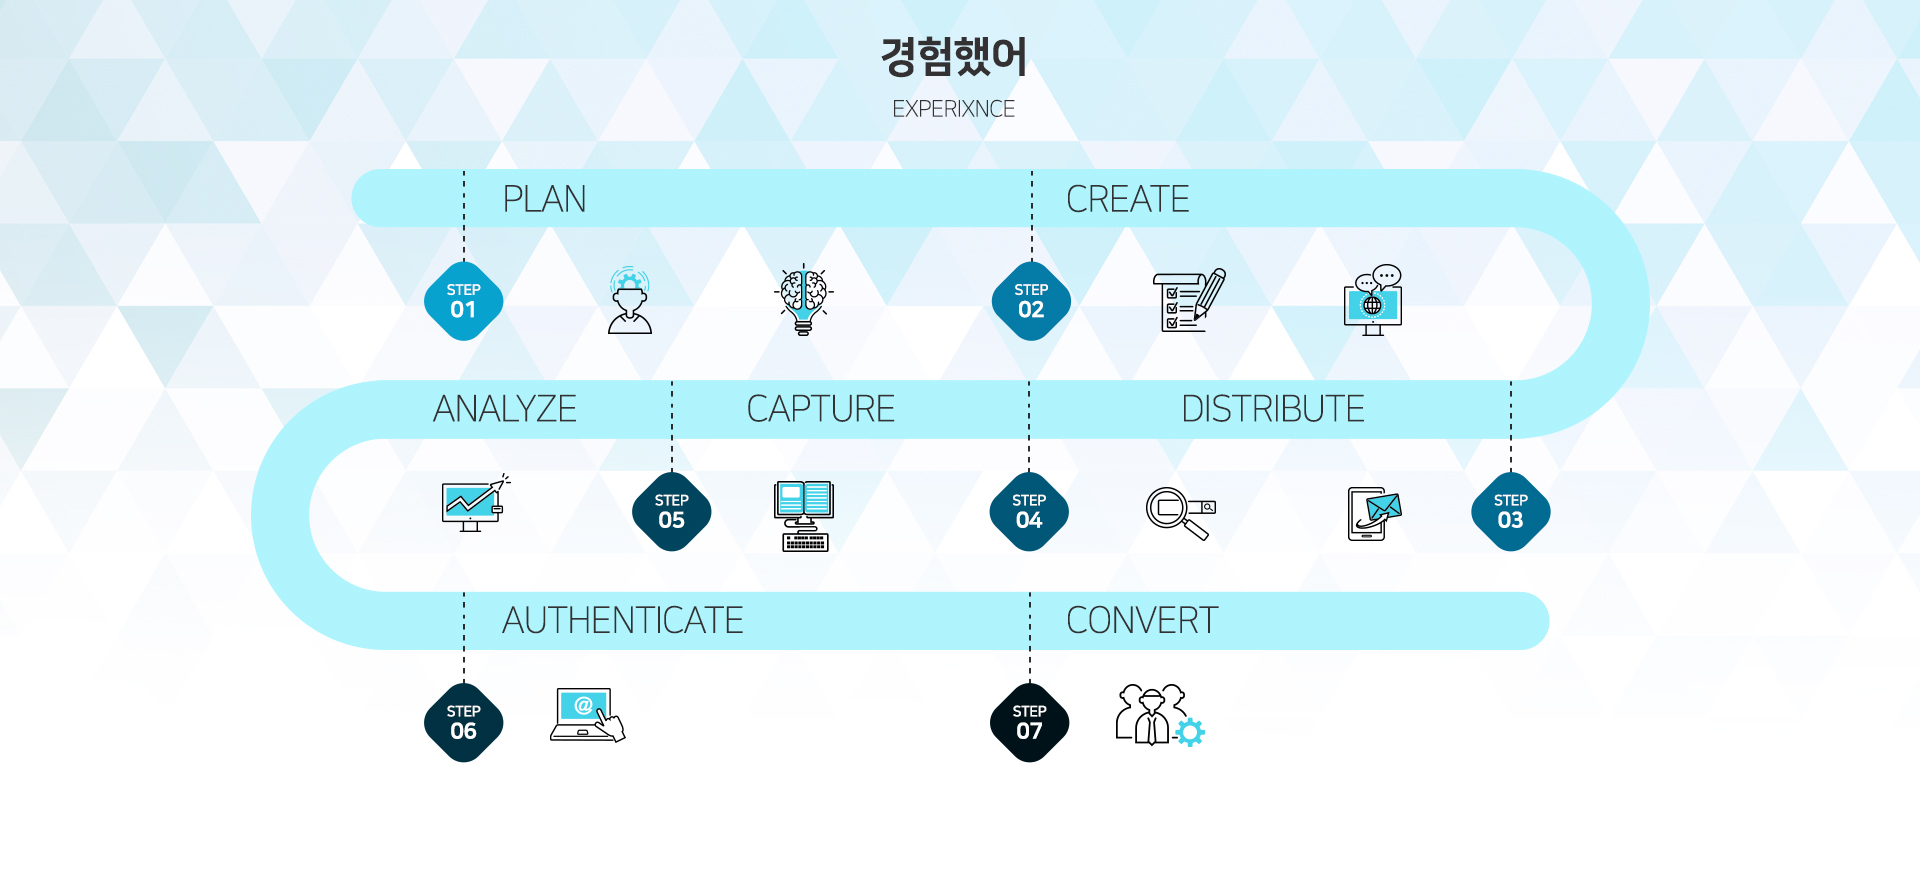 경험했어
EXPERIXNCE
PLAN
CREATE
STEP
01
STEP
02
ANALYZE
CAPTURE
DISTRIBUTE
STEP
05
STEP
04
STEP
03
AUTHENTICATE
CONVERT
@
STEP
06
STEP
07